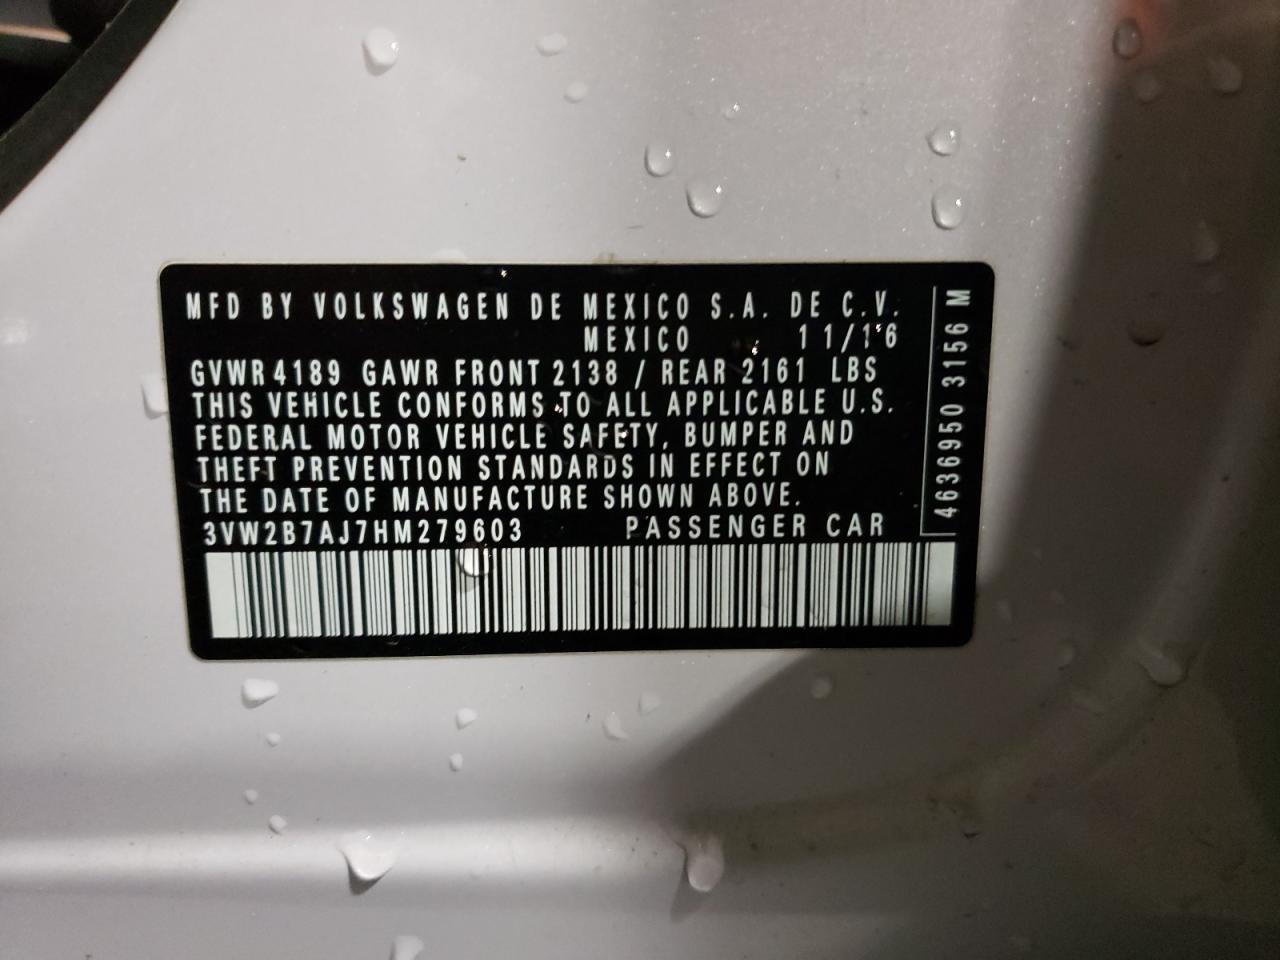 MFD BY VOLKSWAGEN DE MEXICO S.A. DE C.V.
MEXICO 11/16
GVWR 4189 GAWR FRONT 2138 / REAR 2161 LBS
THIS VEHICLE CONFORMS TO ALL APPLICABLE U.S.
FEDERAL MOTOR VEHICLE SAFETY, BUMPER AND
THEFT PREVENTION STANDARDS IN EFFECT ON
THE DATE OF MANUFACTURE SHOWN ABOVE.
3VW2B7AJ7HM279603 PASSENGER CAR
4636950 3156 M